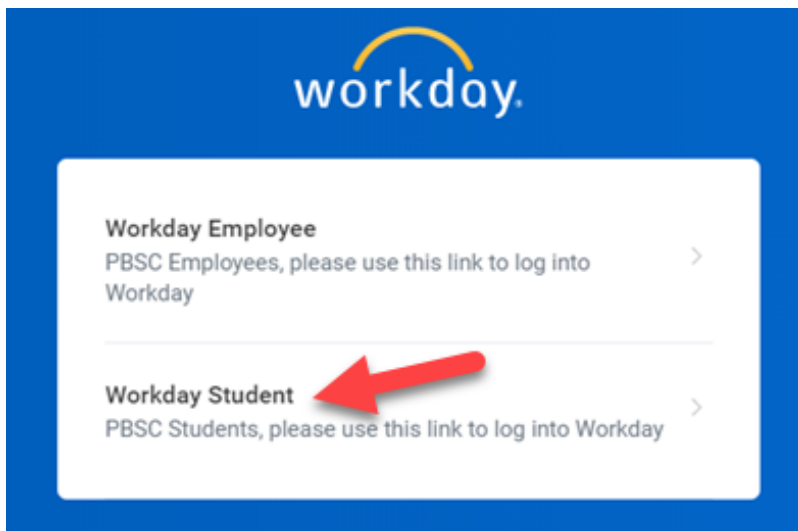 workday.
Workday Employee
PBSC Employees, please use this link to log into
Workday
Workday Student
PBSC Students, please use this link to log into Workday